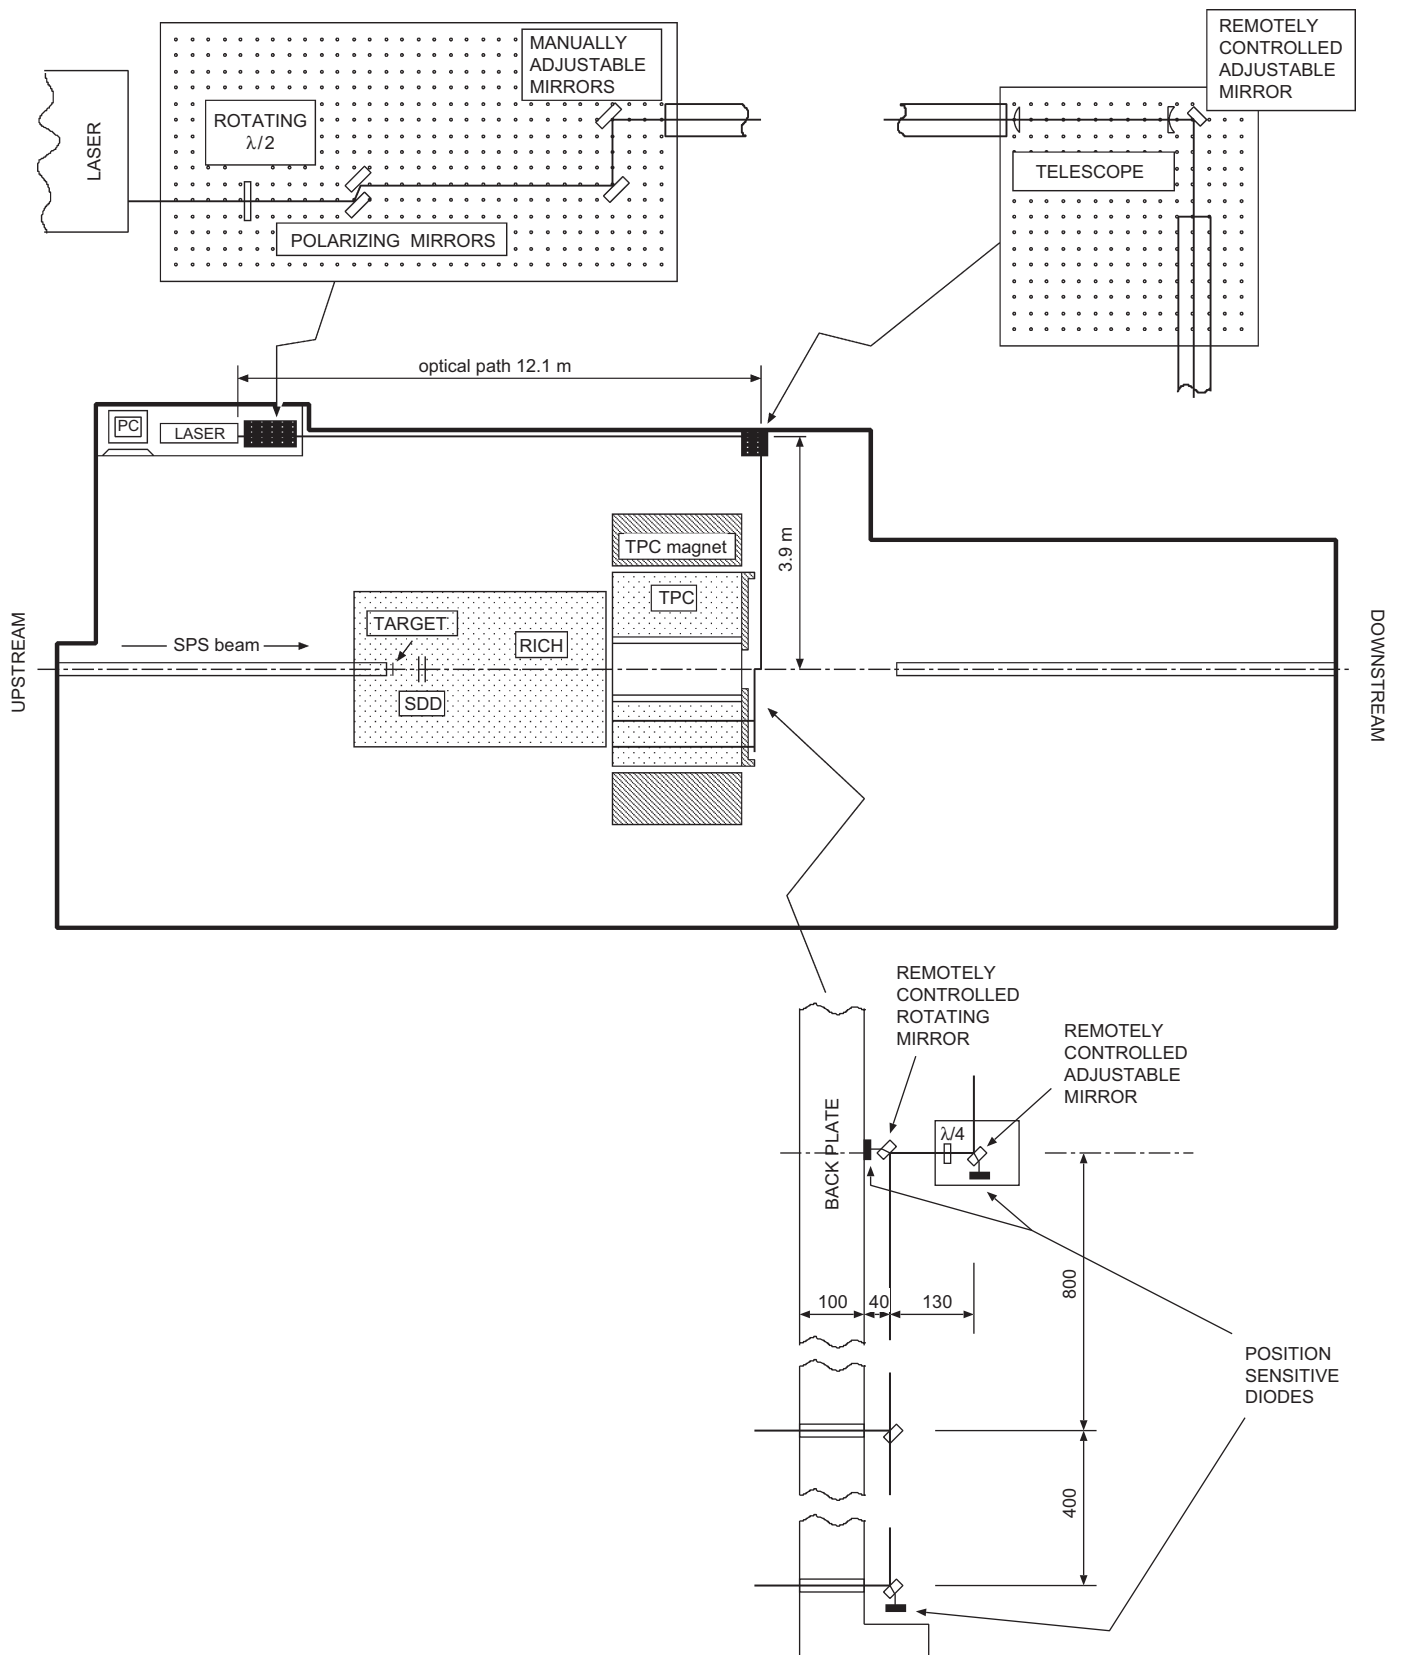 REMOTELY
CONTROLLED
ADJUSTABLE
MIRROR
MANUALLY
ADJUSTABLE
MIRRORS
ROTATING
λ/2
LASER
TELESCOPE
POLARIZING MIRRORS
optical path 12.1 m
PC
LASER
3.9 m
TPC magnet
TPC
TARGET
SPS beam
RICH
SDD
UPSTREAM
DOWNSTREAM
REMOTELY
CONTROLLED
ROTATING
MIRROR
REMOTELY
CONTROLLED
ADJUSTABLE
MIRROR
BACK PLATE
λ/4
800
100
40
130
POSITION
SENSITIVE
DIODES
400